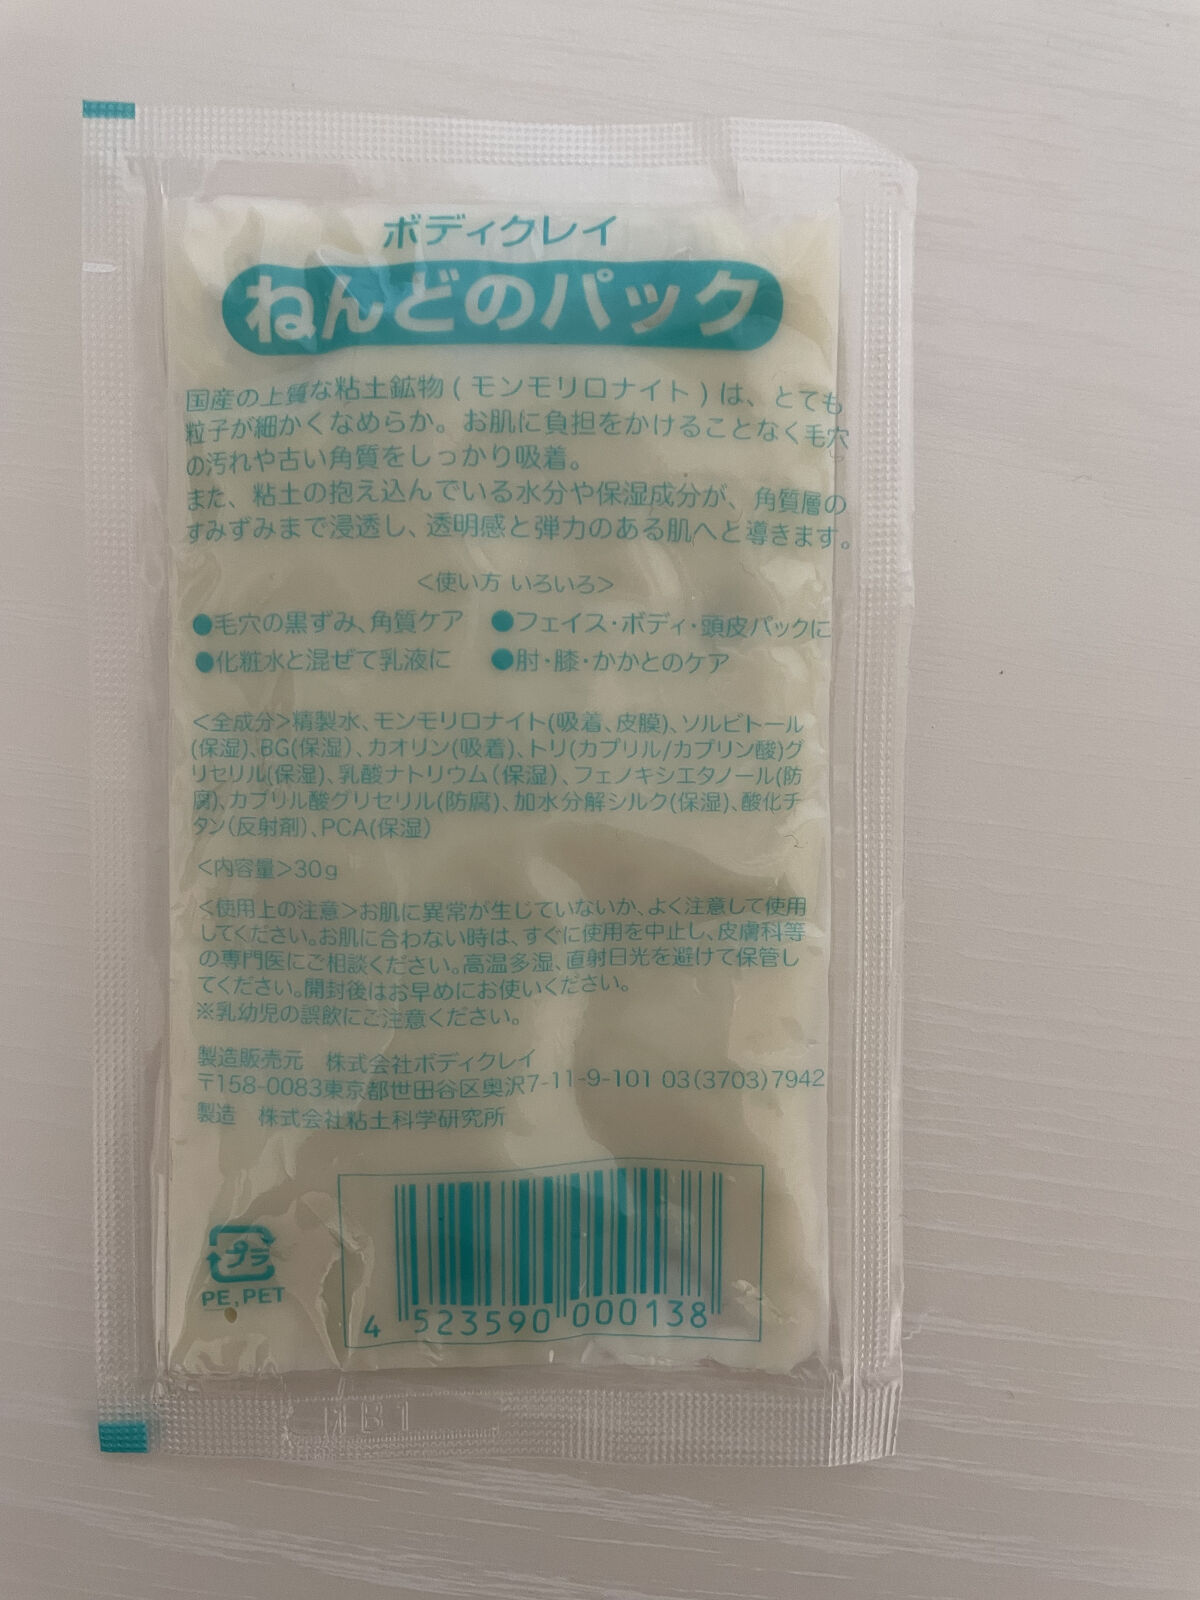 ボディクレイ
ねんどのパック
国産の上質な粘土鉱物(モンモリロナイト)は、とても
粒子が細かくなめらか。お肌に負担をかけることなく毛穴
の汚れや古い角質をしっかり吸着。
また、粘土の抱え込んでいる水分や保湿成分が、角質層の
すみずみまで浸透し、透明感と弾力のある肌へと導きます。
<使い方 いろいろ>
●毛穴の黒ずみ、角質ケア ●フェイス・ボディ・頭皮パックに
●化粧水と混ぜて乳液に ●肘・膝・かかとのケア
<全成分>精製水、モンモリロナイト(吸着、皮膜)、ソルビトール
(保湿)、BG(保湿)、カオリン(吸着)、トリ(カプリル/カプリン酸)グ
リセリル(保湿)、乳酸ナトリウム(保湿)、フェノキシエタノール(防
腐)、カプリル酸グリセリル(防腐)、加水分解シルク(保湿)、酸化チ
タン(反射剤)、PCA(保湿)
<内容量>30g
<使用上の注意>お肌に異常が生じていないか、よく注意して使用
してください。お肌に合わない時は、すぐに使用を中止し、皮膚科等
の専門医にご相談ください。高温多湿、直射日光を避けて保管し
てください。開封後はお早めにお使いください。
※乳幼児の誤飲にご注意ください。
製造販売元 株式会社ボディクレイ
〒158-0083東京都世田谷区奥沢7-11-9-101 03(3703)7942
製造 株式会社粘土科学研究所
プラ
PE,PET
4 523590 000138